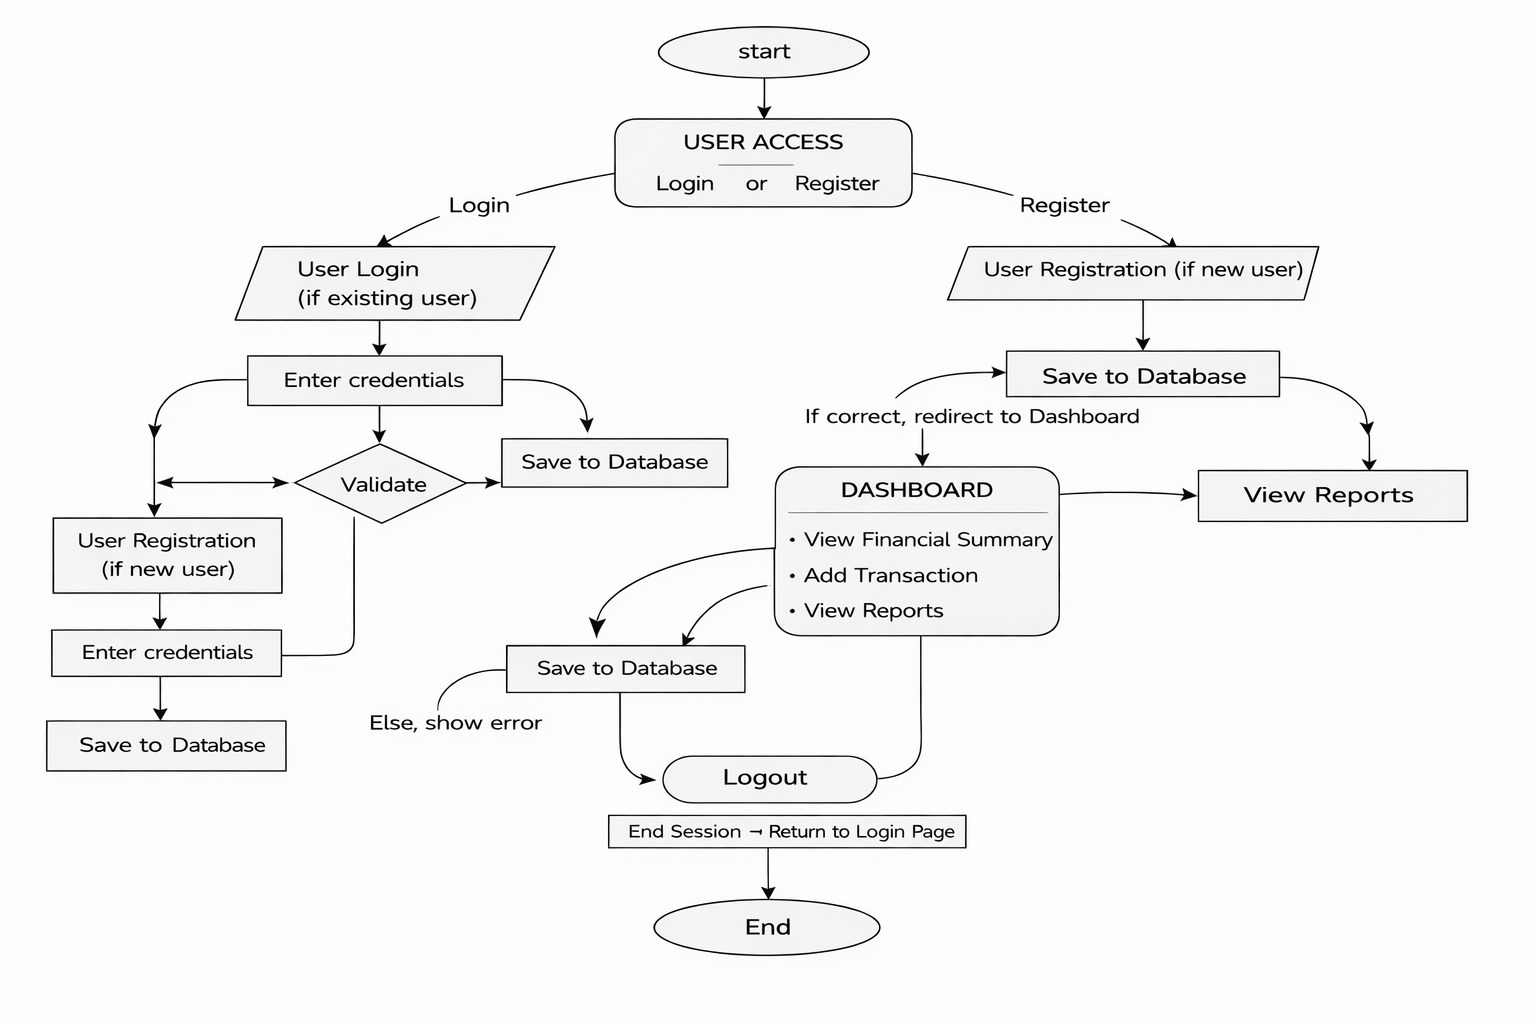 start
USER ACCESS
Login or Register
Login
Register
User Login
(if existing user)
User Registration (if new user)
Enter credentials
Save to Database
If correct, redirect to Dashboard
Save to Database
Validate
DASHBOARD
• View Financial Summary
• Add Transaction
• View Reports
View Reports
User Registration
(if new user)
Enter credentials
Save to Database
Save to Database
Else, show error
Logout
End Session → Return to Login Page
End